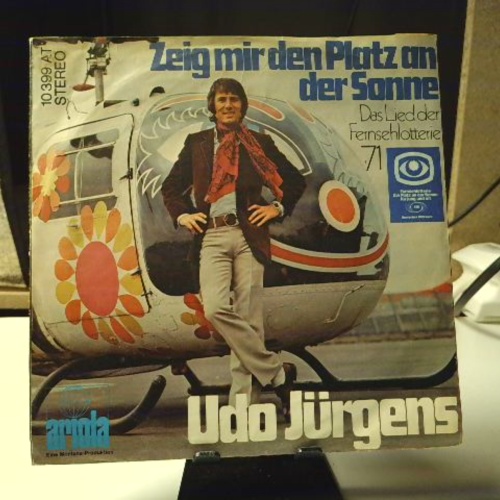 10 399 AT
STEREO
Zeig mir den Platz an
der Sonne
Das Lied der
Fernsehlotterie
71
ariola
Udo Jürgens